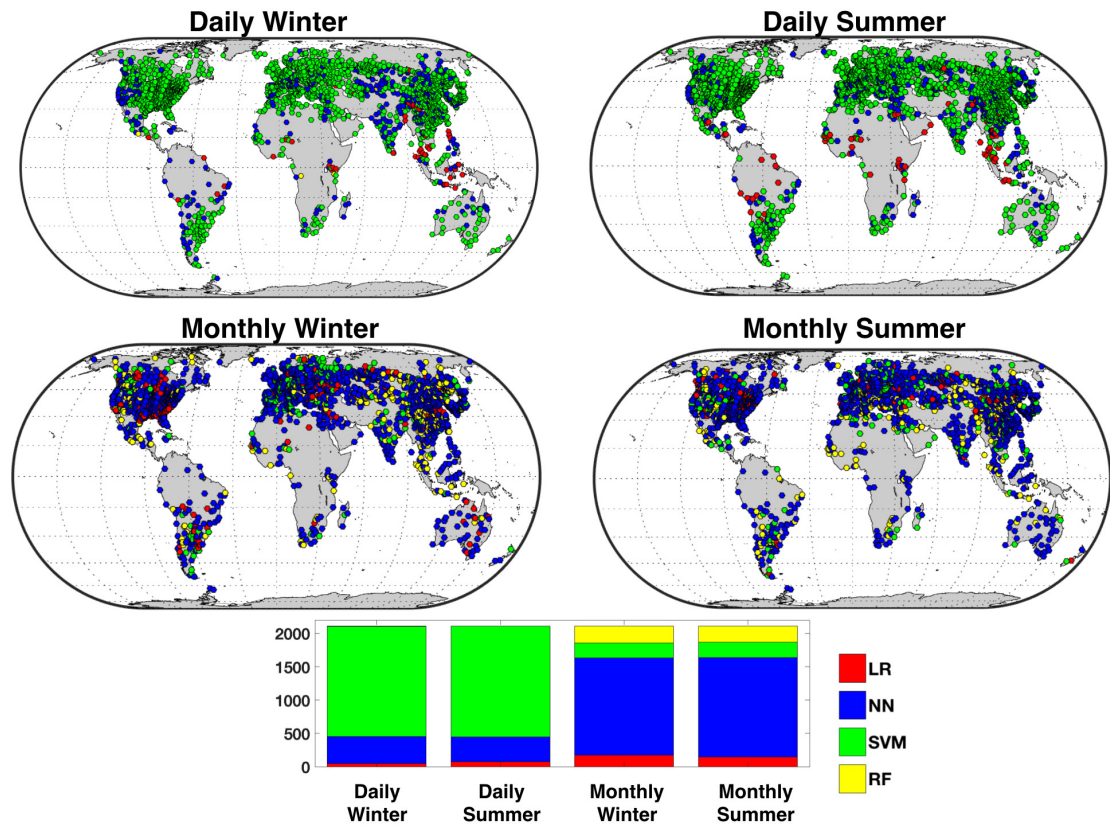 Daily Winter
Daily Summer
Monthly Winter
Monthly Summer
2000
1500
1000
500
0
Daily
Winter
Daily
Summer
Monthly
Winter
Monthly
Summer
LR
NN
SVM
RF